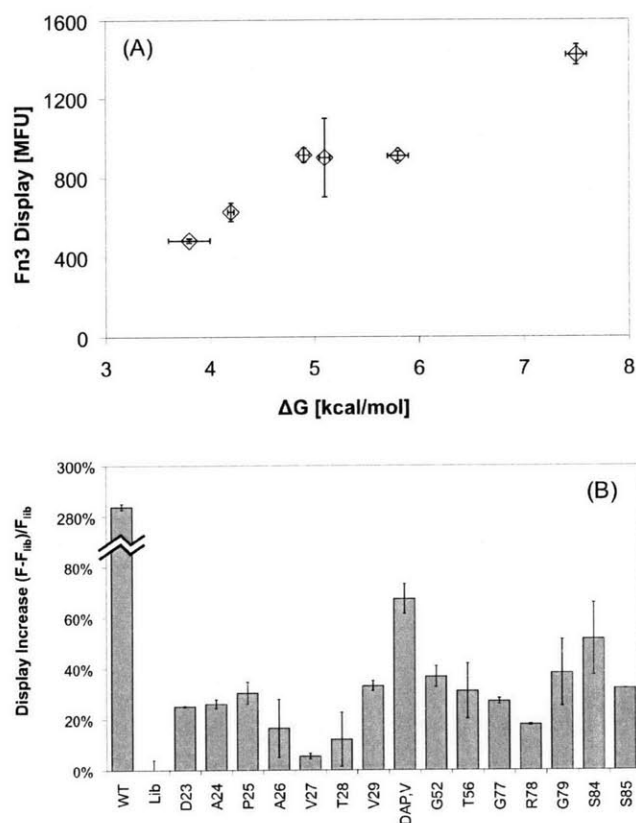 (A)
Fn3 Display [MFU]
1600
1200
800
400
0
3 4 5 6 7 8
ΔG [kcal/mol]
(B)
Display Increase (F-Flib)/Flib
300%
280%
80%
60%
40%
20%
0%
WT Lib D23 A24 P25 A26 V27 T28 V29 DAP,V G52 T56 G77 R78 G79 S84 S85